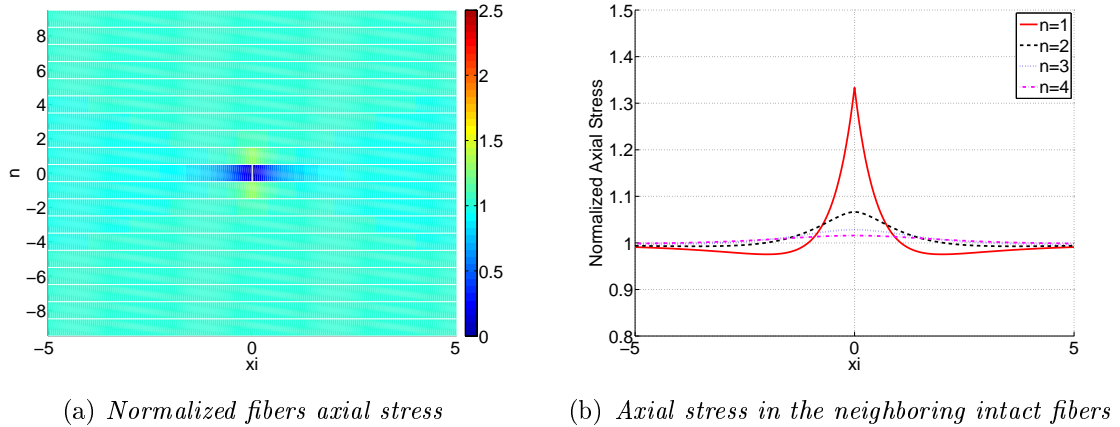 8
6
4
2
0
−2
−4
−6
−8
n
−5
0
5
xi
2.5
2
1.5
1
0.5
0
1.5
1.4
1.3
1.2
1.1
1
0.9
0.8
Normalized Axial Stress
−5
0
5
xi
n=1
n=2
n=3
n=4
(a) Normalized fibers axial stress
(b) Axial stress in the neighboring intact fibers